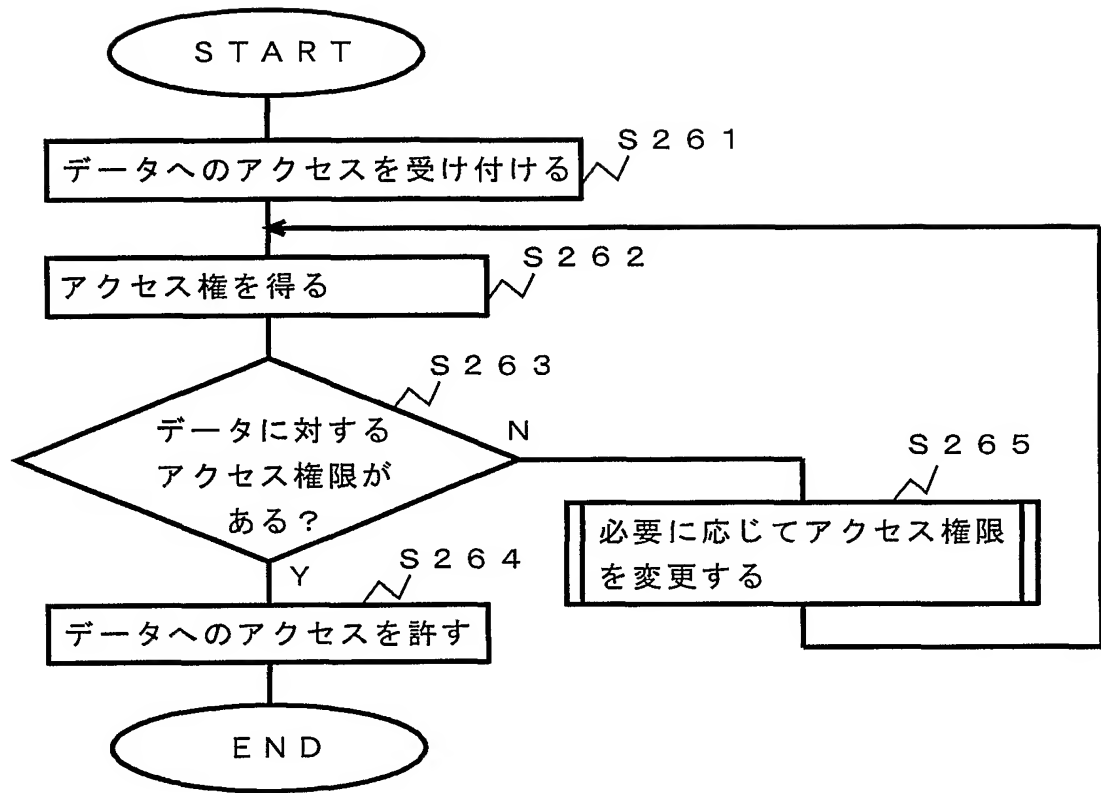 ＳＴＡＲＴ
Ｓ２６１
データへのアクセスを受け付ける
Ｓ２６２
アクセス権を得る
Ｓ２６３
データに対する
アクセス権限が
ある？
Ｎ
Ｙ
Ｓ２６５
必要に応じてアクセス権限
を変更する
Ｓ２６４
データへのアクセスを許す
ＥＮＤ